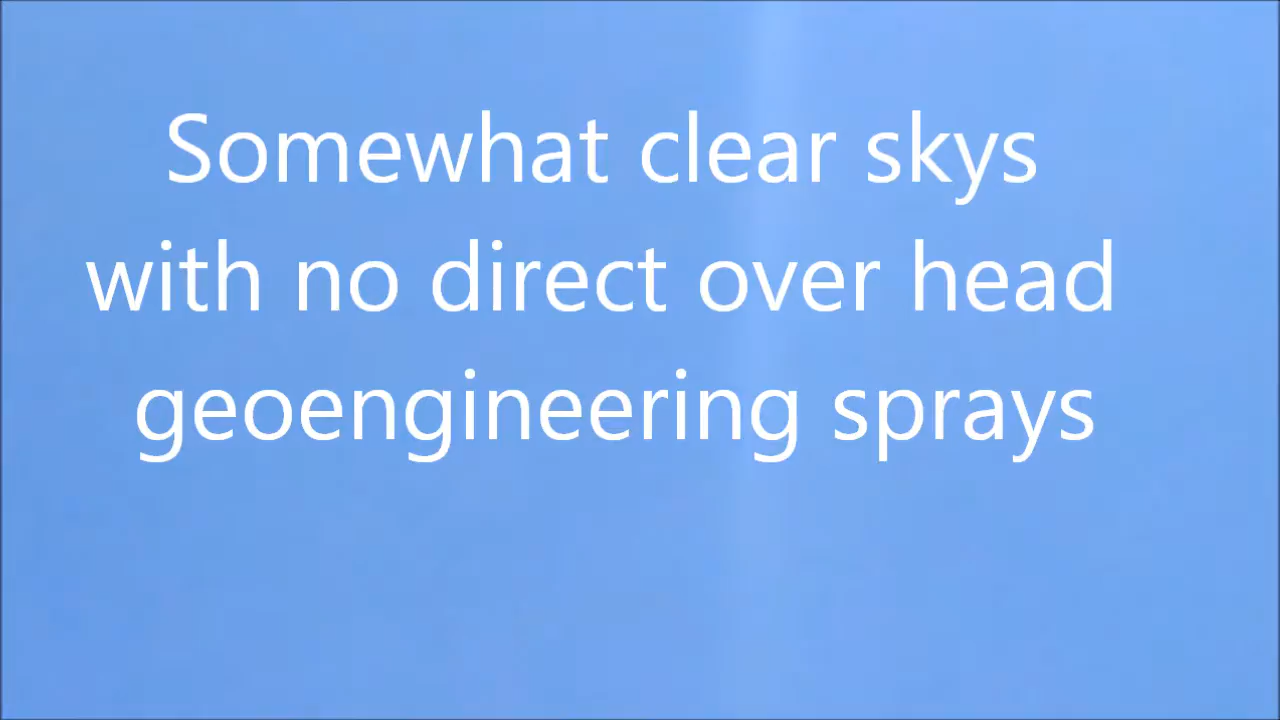 Somewhat clear skys
with no direct over head
geoengineering sprays